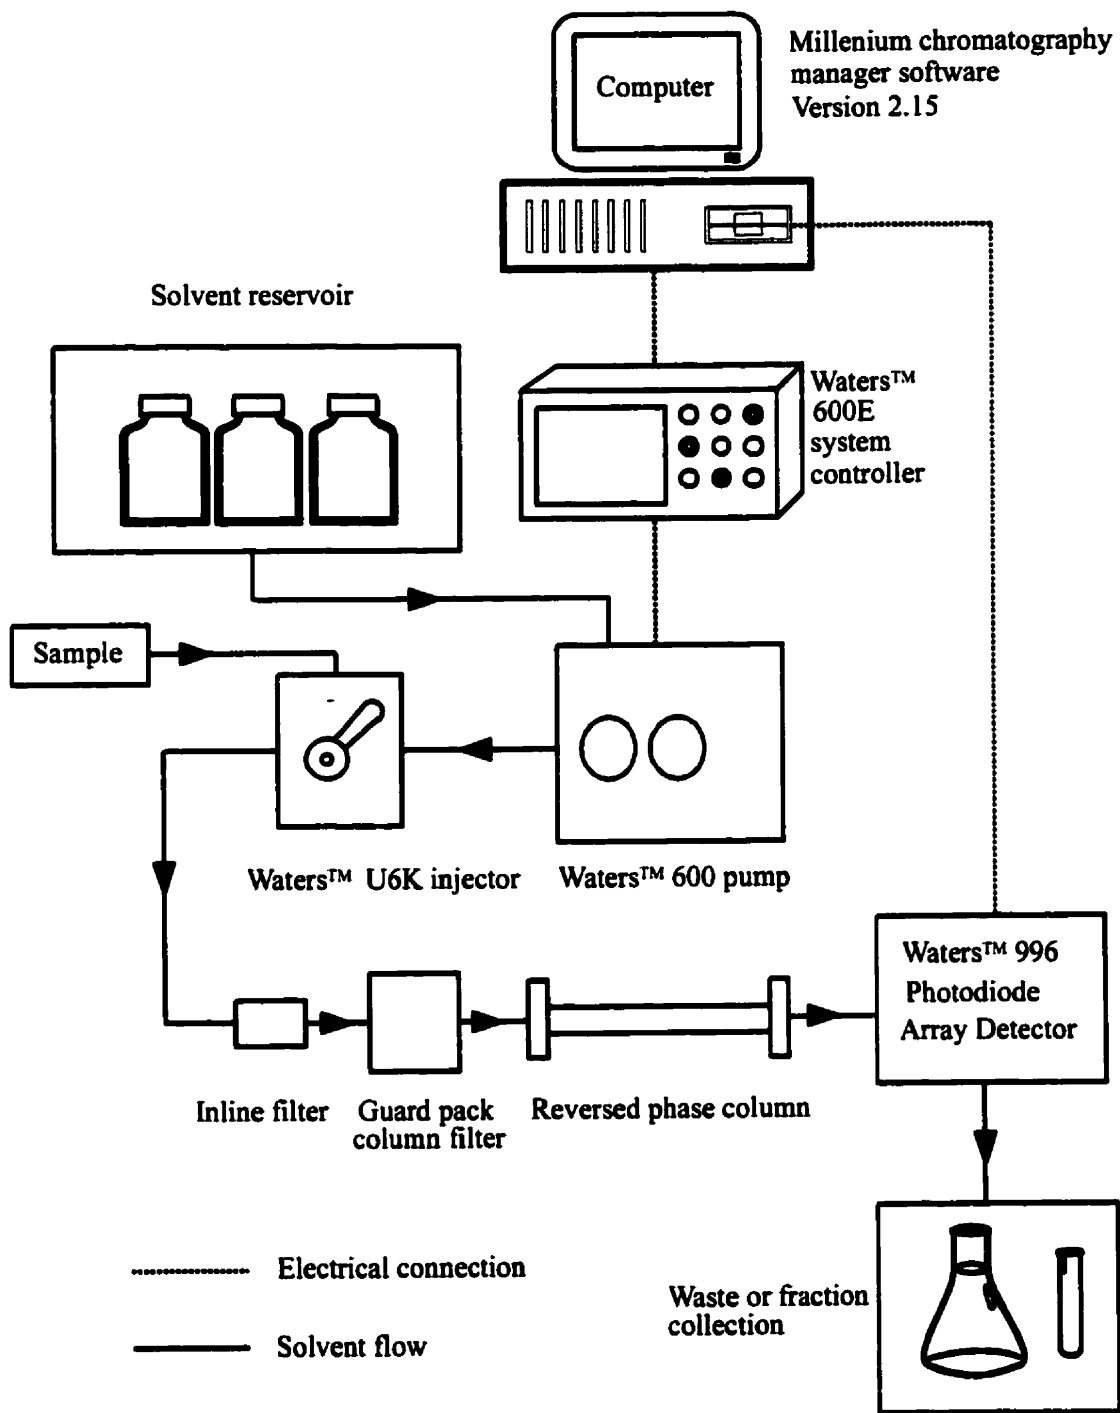 Computer
Millenium chromatography
manager software
Version 2.15
Solvent reservoir
Waters™
600E
system
controller
Sample
Waters™ U6K injector
Waters™ 600 pump
Waters™ 996
Photodiode
Array Detector
Inline filter
Guard pack
column filter
Reversed phase column
Electrical connection
Solvent flow
Waste or fraction
collection